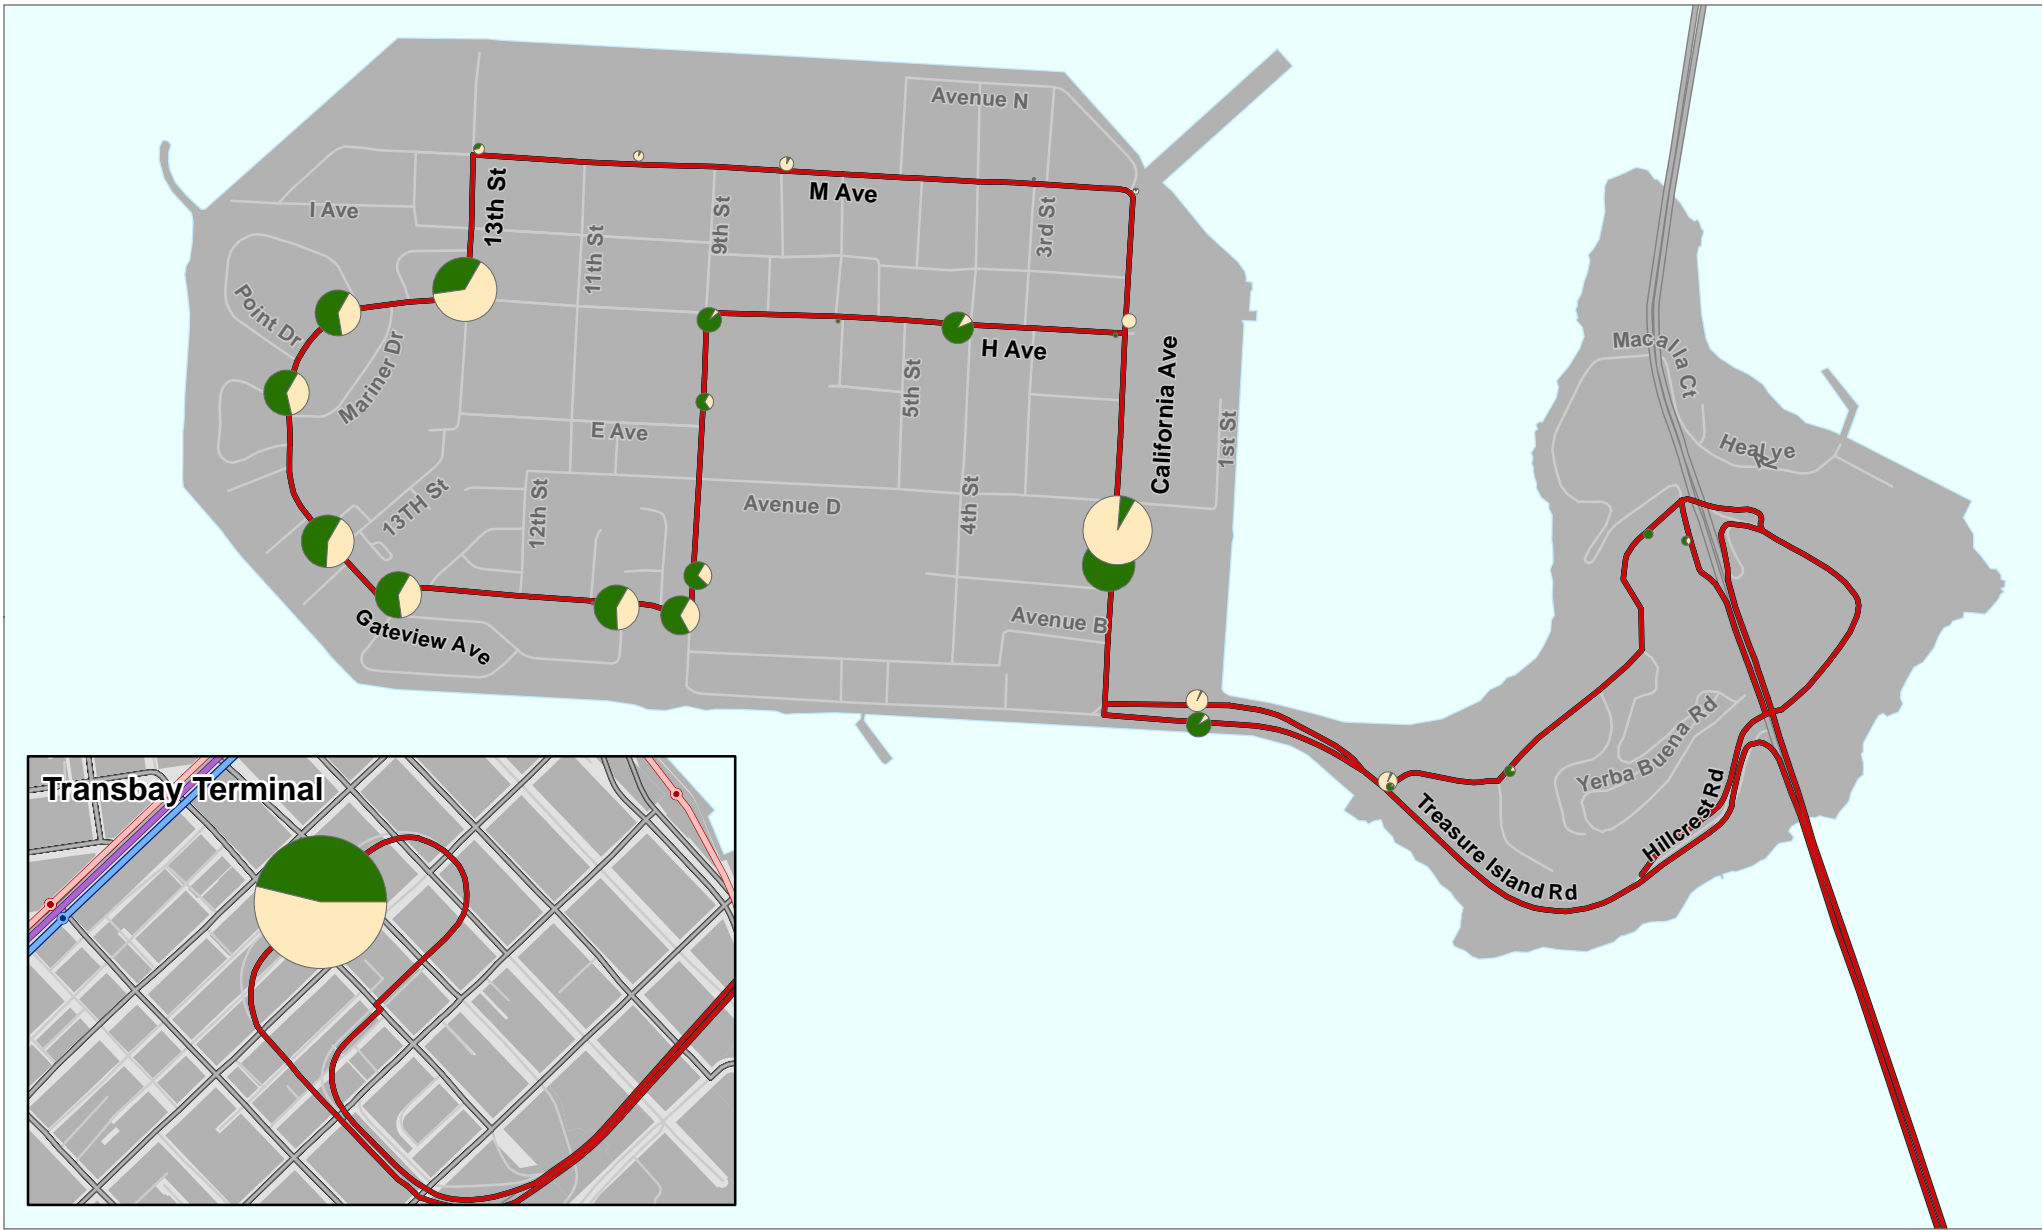 Avenue N
M Ave
13th St
I Ave
11th St
9th St
3rd St
Point Dr
Mariner Dr
H Ave
5th St
California Ave
1st St
E Ave
13TH St
12th St
Avenue D
4th St
Gateview Ave
Avenue B
Macalla Ct
Yerba Buena Rd
Hillcrest Rd
Treasure Island Rd
Transbay Terminal